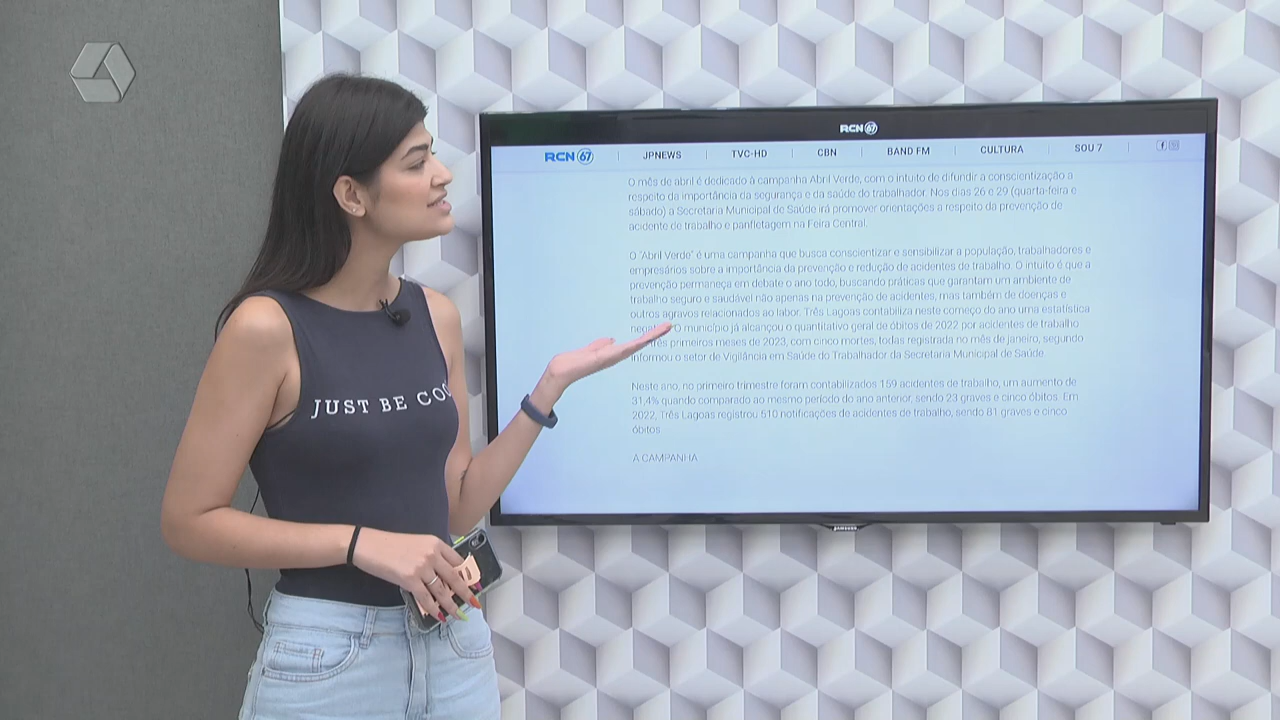 RCN 67
RCN 67 JPNEWS TVC-HD CBN BAND FM CULTURA SOU 7
O mês de abril é dedicado à campanha Abril Verde, com o intuito de difundir a conscientização a
respeito da importância da segurança e da saúde do trabalhador. Nos dias 26 e 29 (quarta-feira e
sábado) a Secretaria Municipal de Saúde irá promover orientações a respeito da prevenção de
acidente de trabalho e panfletagem na Feira Central.
O "Abril Verde" é uma campanha que busca conscientizar e sensibilizar a população, trabalhadores e
empresários sobre a importância da prevenção e redução de acidentes de trabalho. O intuito é que a
prevenção permaneça em debate o ano todo, buscando práticas que garantam um ambiente de
trabalho seguro e saudável não apenas na prevenção de acidentes, mas também de doenças e
outros agravos relacionados ao labor. Três Lagoas contabiliza neste começo do ano uma estatística
O município já alcançou o quantitativo geral de óbitos de 2022 por acidentes de trabalho
três primeiros meses de 2023, com cinco mortes, todas registrada no mês de janeiro, segundo
informou o setor de Vigilância em Saúde do Trabalhador da Secretaria Municipal de Saúde.
Neste ano, no primeiro trimestre foram contabilizados 159 acidentes de trabalho, um aumento de
31,4% quando comparado ao mesmo período do ano anterior, sendo 23 graves e cinco óbitos. Em
2022, Três Lagoas registrou 510 notificações de acidentes de trabalho, sendo 81 graves e cinco
óbitos.
A CAMPANHA
SAMSUNG
JUST BE COO